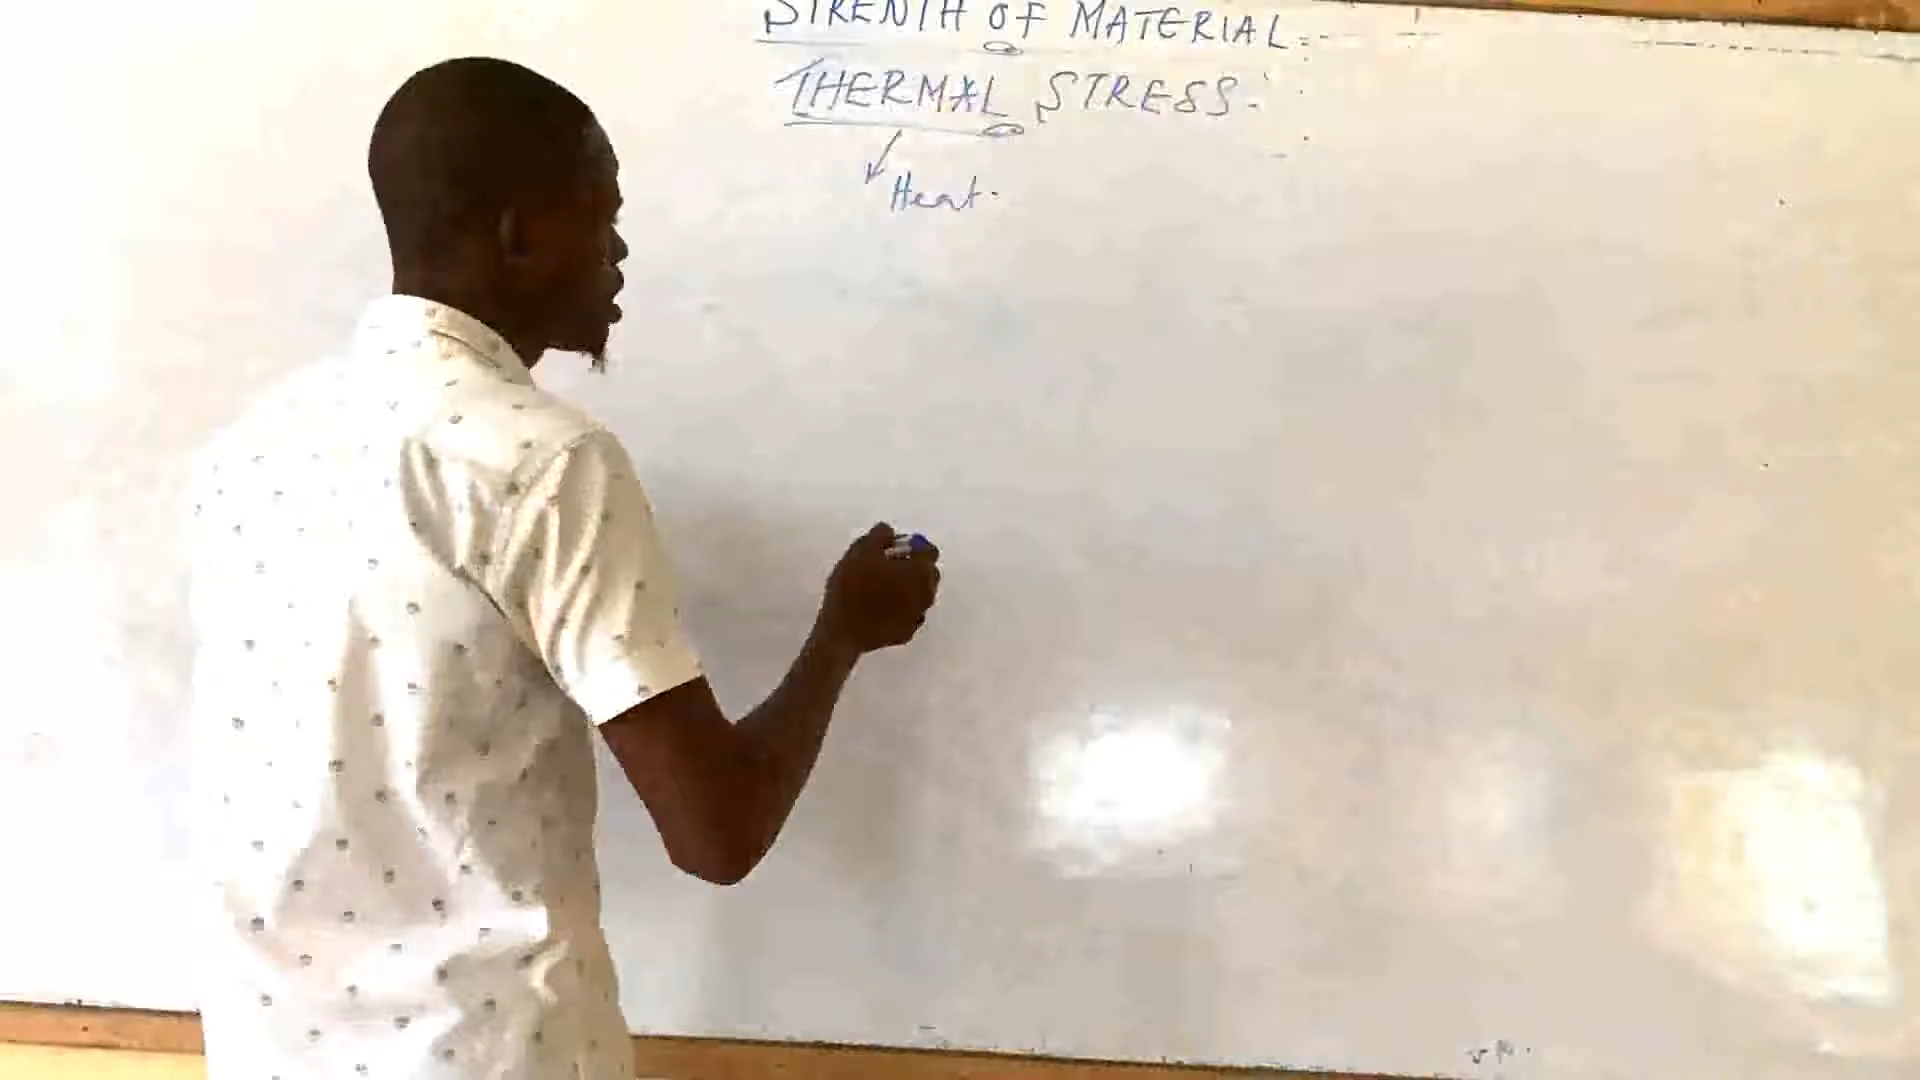 STRENTH OF MATERIAL
THERMAL STRESS.
Heat.